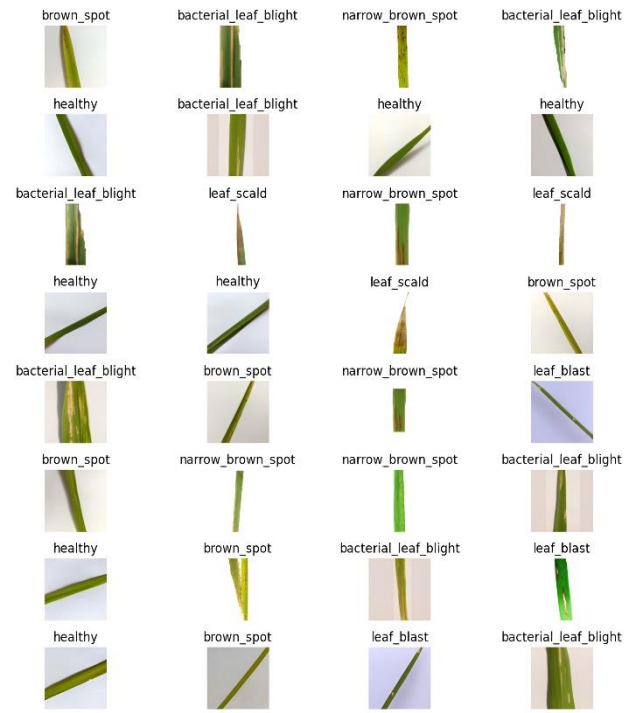 brown_spot bacterial_leaf_blight narrow_brown_spot bacterial_leaf_blight
healthy bacterial_leaf_blight healthy healthy
bacterial_leaf_blight leaf_scald narrow_brown_spot leaf_scald
healthy healthy leaf_scald brown_spot
bacterial_leaf_blight brown_spot narrow_brown_spot leaf_blast
brown_spot narrow_brown_spot narrow_brown_spot bacterial_leaf_blight
healthy brown_spot bacterial_leaf_blight leaf_blast
healthy brown_spot leaf_blast bacterial_leaf_blight